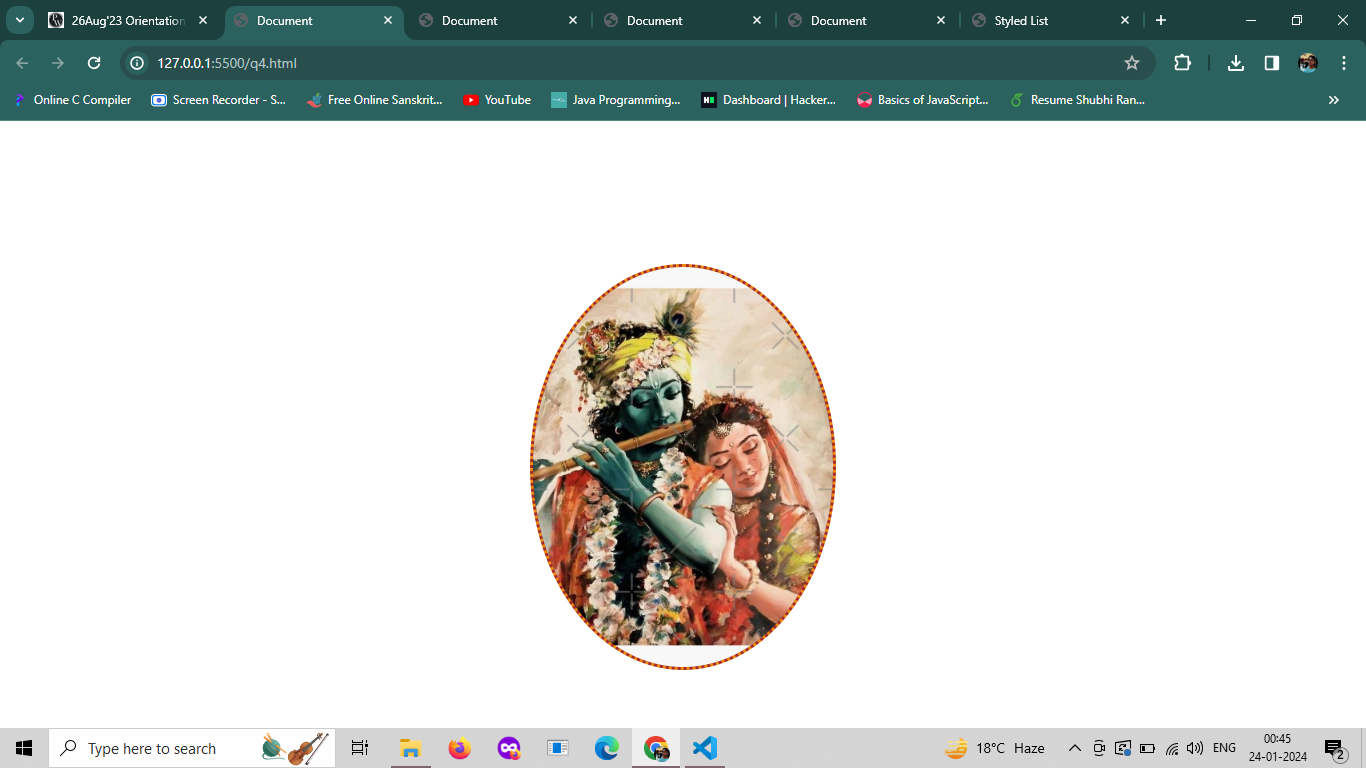 26Aug'23 Orientation
Document
Document
Document
Document
Styled List
127.0.0.1:5500/q4.html
Online C Compiler
Screen Recorder - S...
Free Online Sanskrit...
YouTube
Java Programming...
Dashboard | Hacker...
Basics of JavaScript...
Resume Shubhi Ran...
Type here to search
18°C Haze
ENG
00:45
24-01-2024
2